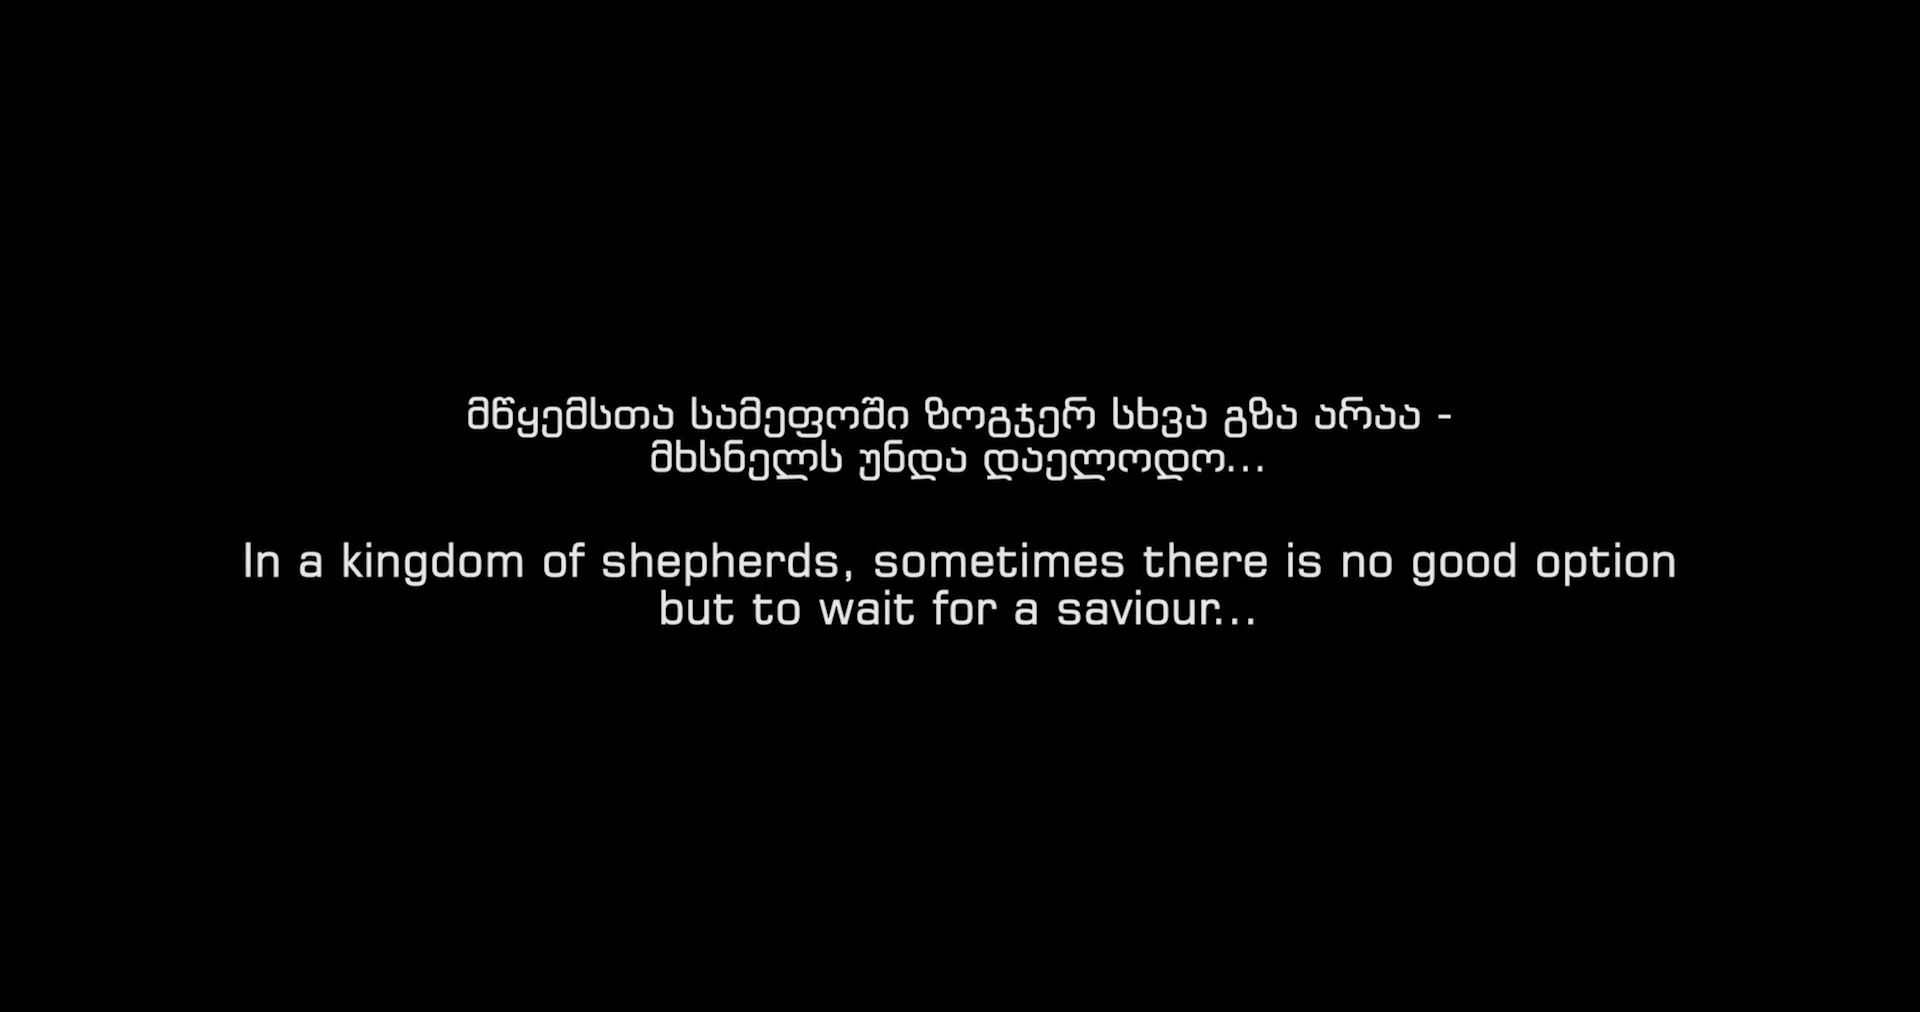 მწყემსთა სამეფოში ზოგჯერ სხვა გზა არაა -
მხსნელს უნდა დაელოდო...
In a kingdom of shepherds, sometimes there is no good option
but to wait for a saviour...